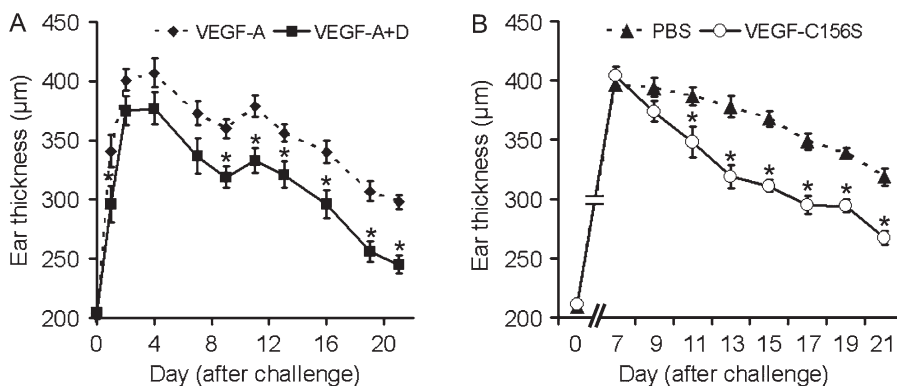 A
VEGF-A
VEGF-A+D
Ear thickness (µm)
450
400
350
300
250
200
* * * * * * *
0 4 8 12 16 20
Day (after challenge)
B
PBS
VEGF-C156S
Ear thickness (µm)
450
400
350
300
250
200
* * * * * *
0 7 9 11 13 15 17 19 21
Day (after challenge)